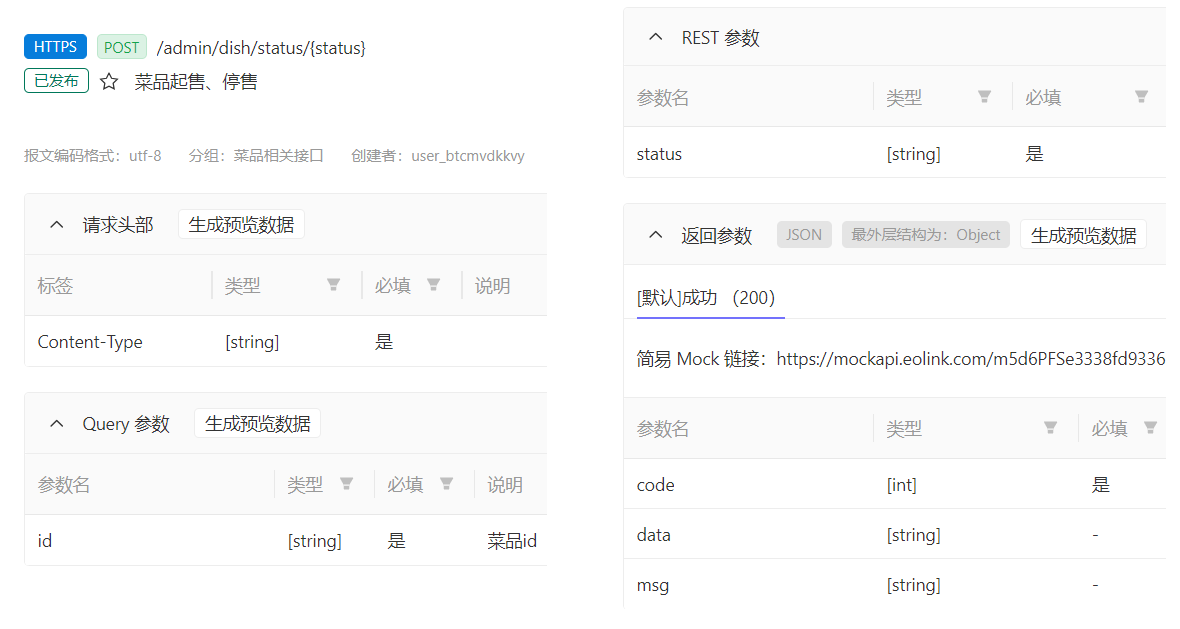 HTTPS POST /admin/dish/status/{status}
已发布 菜品起售、停售
报文编码格式：utf-8 分组：菜品相关接口 创建者：user_btcmvdkkvy
请求头部 生成预览数据
标签 类型 必填 说明
Content-Type [string] 是
Query 参数 生成预览数据
参数名 类型 必填 说明
id [string] 是 菜品id
REST 参数
参数名 类型 必填
status [string] 是
返回参数 JSON 最外层结构为：Object 生成预览数据
[默认]成功 （200）
简易 Mock 链接：https://mockapi.eolink.com/m5d6PFSe3338fd9336
参数名 类型 必填
code [int] 是
data [string] -
msg [string] -